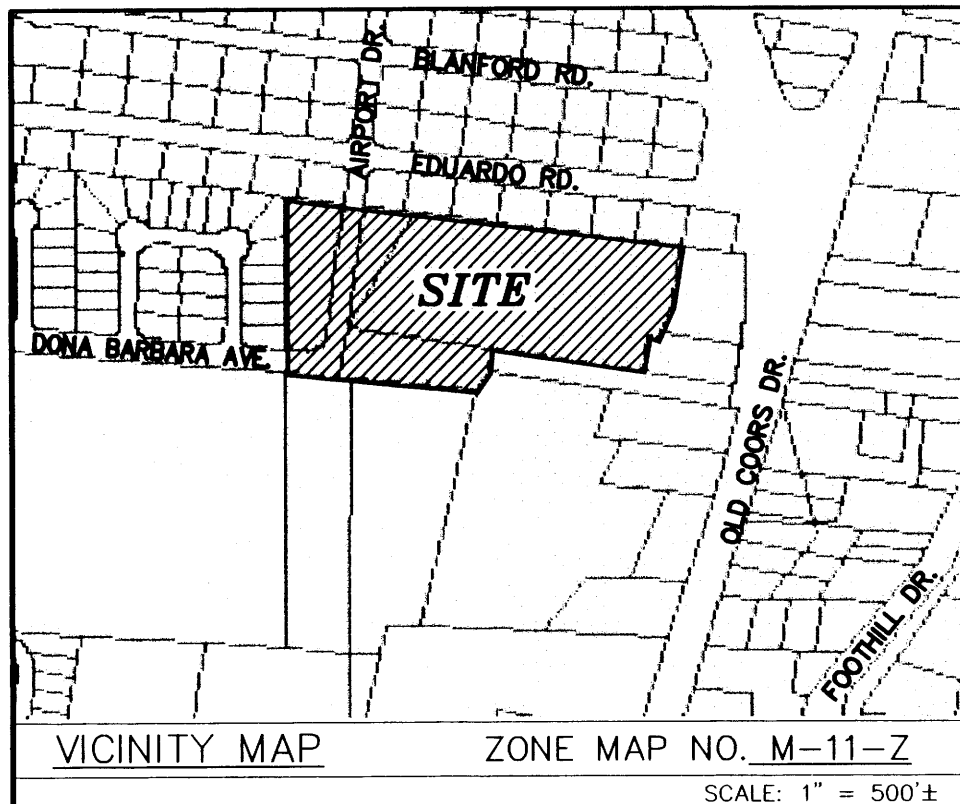 AIRPORT DR.
BLANFORD RD.
EDUARDO RD.
SITE
DONA BARBARA AVE.
OLD COORS DR.
FOOTHILL DR.
VICINITY MAP ZONE MAP NO. M-11-Z
SCALE: 1" = 500'±